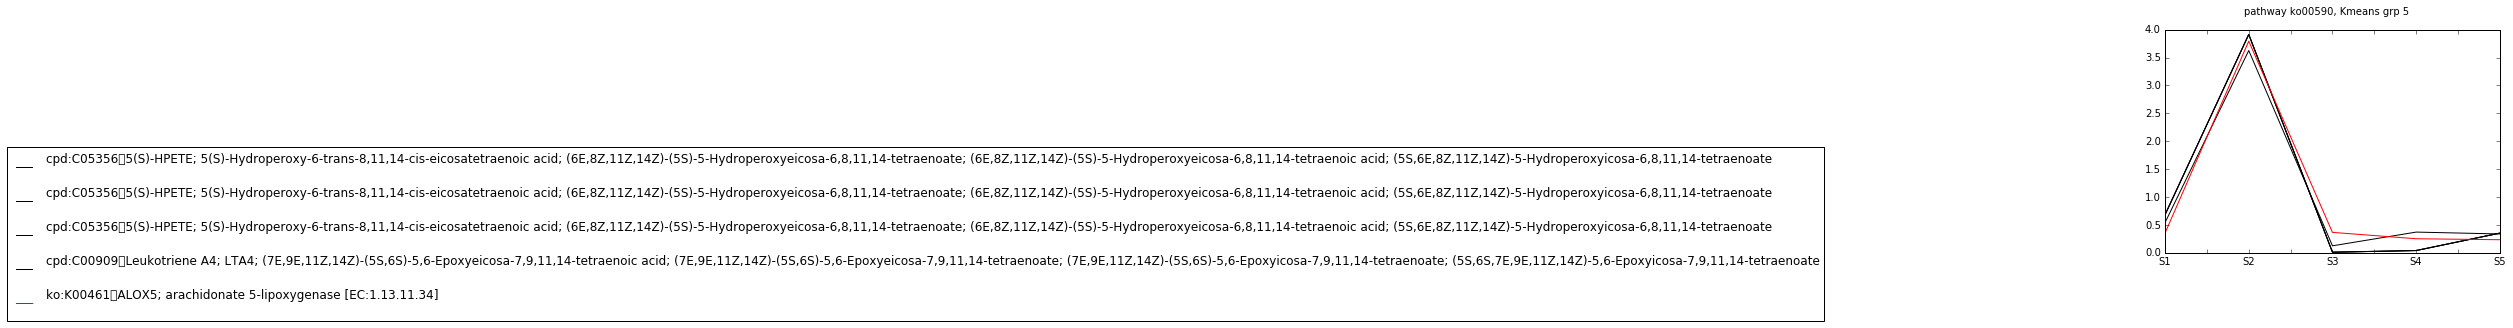 pathway ko00590, Kmeans grp 5
4.0
3.5
3.0
2.5
2.0
1.5
1.0
0.5
0.0
S1 S2 S3 S4 S5
cpd:C05356▯5(S)-HPETE; 5(S)-Hydroperoxy-6-trans-8,11,14-cis-eicosatetraenoic acid; (6E,8Z,11Z,14Z)-(5S)-5-Hydroperoxyeicosa-6,8,11,14-tetraenoate; (6E,8Z,11Z,14Z)-(5S)-5-Hydroperoxyeicosa-6,8,11,14-tetraenoic acid; (5S,6E,8Z,11Z,14Z)-5-Hydroperoxyicosa-6,8,11,14-tetraenoate
cpd:C05356▯5(S)-HPETE; 5(S)-Hydroperoxy-6-trans-8,11,14-cis-eicosatetraenoic acid; (6E,8Z,11Z,14Z)-(5S)-5-Hydroperoxyeicosa-6,8,11,14-tetraenoate; (6E,8Z,11Z,14Z)-(5S)-5-Hydroperoxyeicosa-6,8,11,14-tetraenoic acid; (5S,6E,8Z,11Z,14Z)-5-Hydroperoxyicosa-6,8,11,14-tetraenoate
cpd:C05356▯5(S)-HPETE; 5(S)-Hydroperoxy-6-trans-8,11,14-cis-eicosatetraenoic acid; (6E,8Z,11Z,14Z)-(5S)-5-Hydroperoxyeicosa-6,8,11,14-tetraenoate; (6E,8Z,11Z,14Z)-(5S)-5-Hydroperoxyeicosa-6,8,11,14-tetraenoic acid; (5S,6E,8Z,11Z,14Z)-5-Hydroperoxyicosa-6,8,11,14-tetraenoate
cpd:C00909▯Leukotriene A4; LTA4; (7E,9E,11Z,14Z)-(5S,6S)-5,6-Epoxyeicosa-7,9,11,14-tetraenoic acid; (7E,9E,11Z,14Z)-(5S,6S)-5,6-Epoxyeicosa-7,9,11,14-tetraenoate; (7E,9E,11Z,14Z)-(5S,6S)-5,6-Epoxyicosa-7,9,11,14-tetraenoate; (5S,6S,7E,9E,11Z,14Z)-5,6-Epoxyicosa-7,9,11,14-tetraenoate
ko:K00461▯ALOX5; arachidonate 5-lipoxygenase [EC:1.13.11.34]